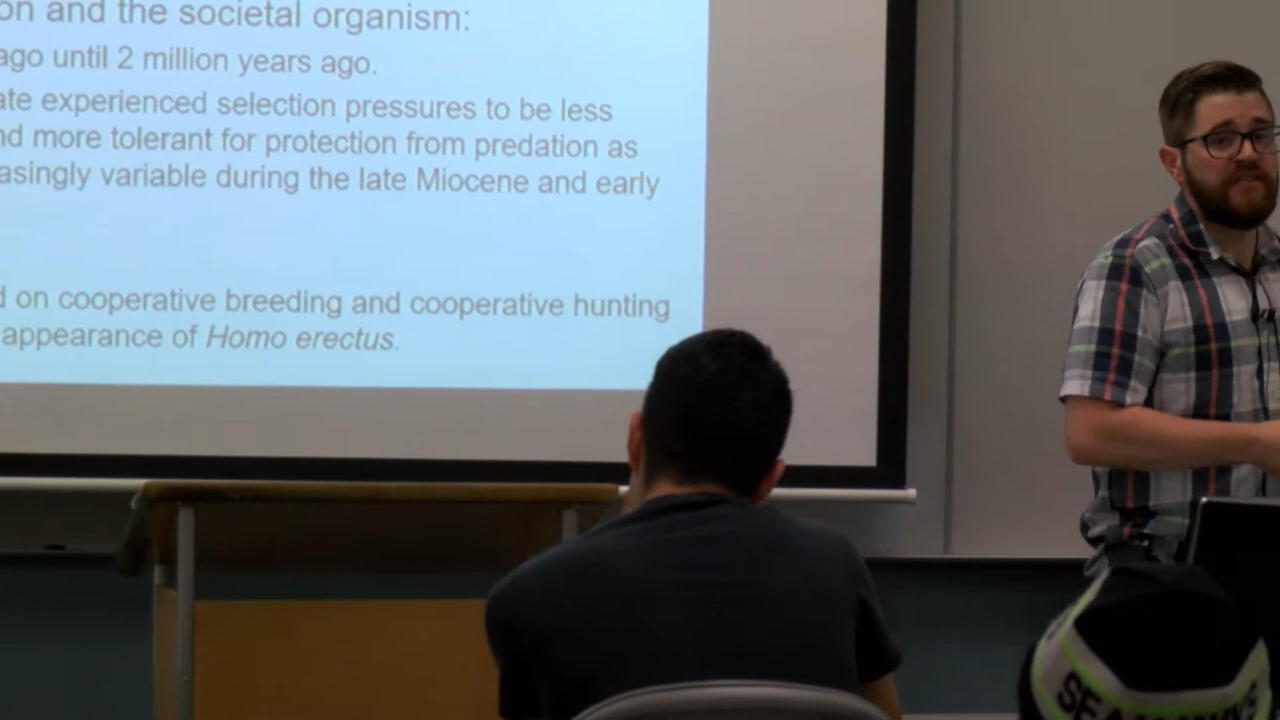 on and the societal organism:
ago until 2 million years ago.
ate experienced selection pressures to be less
nd more tolerant for protection from predation as
asingly variable during the late Miocene and early
d on cooperative breeding and cooperative hunting
appearance of Homo erectus.